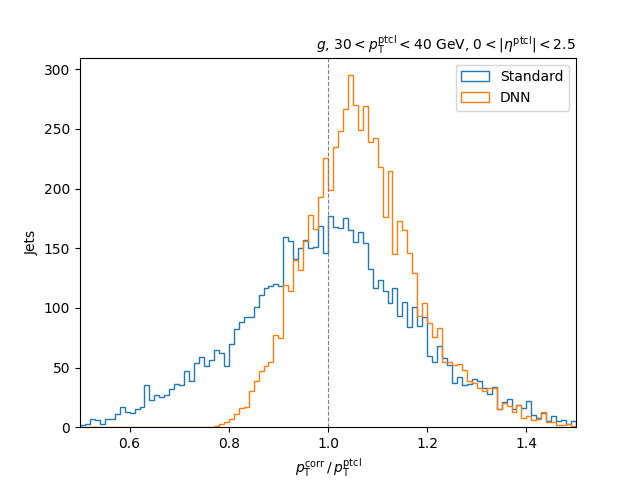 g, 30 < p_T^ptcl < 40 GeV, 0 < |η^ptcl| < 2.5
300
250
200
150
100
50
0
Jets
Standard
DNN
0.6 0.8 1.0 1.2 1.4
p_T^corr / p_T^ptcl